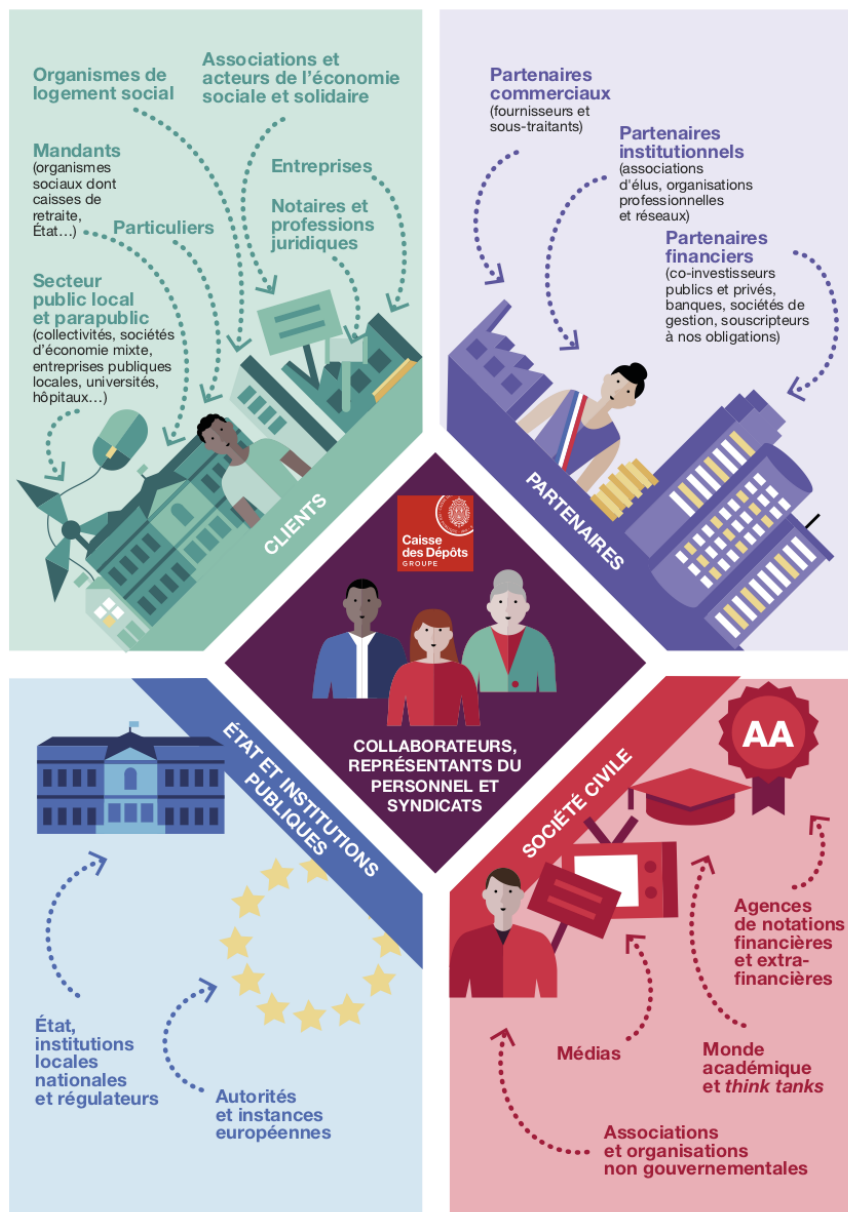 Organismes de
logement social
Associations et
acteurs de l'économie
sociale et solidaire
Mandants
(organismes
sociaux dont
caisses de
retraite,
État…)
Particuliers
Entreprises
Notaires et
professions
juridiques
Secteur
public local
et parapublic
(collectivités, sociétés
d'économie mixte,
entreprises publiques
locales, universités,
hôpitaux…)
CLIENTS
Partenaires
commerciaux
(fournisseurs et
sous-traitants)
Partenaires
institutionnels
(associations
d'élus, organisations
professionnelles
et réseaux)
Partenaires
financiers
(co-investisseurs
publics et privés,
banques, sociétés de
gestion, souscripteurs
à nos obligations)
PARTENAIRES
Caisse
des Dépôts
GROUPE
COLLABORATEURS,
REPRÉSENTANTS DU
PERSONNEL ET
SYNDICATS
ÉTAT ET INSTITUTIONS
PUBLIQUES
État,
institutions
locales
nationales
et régulateurs
Autorités
et instances
européennes
SOCIÉTÉ CIVILE
AA
Agences
de notations
financières
et extra-
financières
Médias
Monde
académique
et think tanks
Associations
et organisations
non gouvernementales